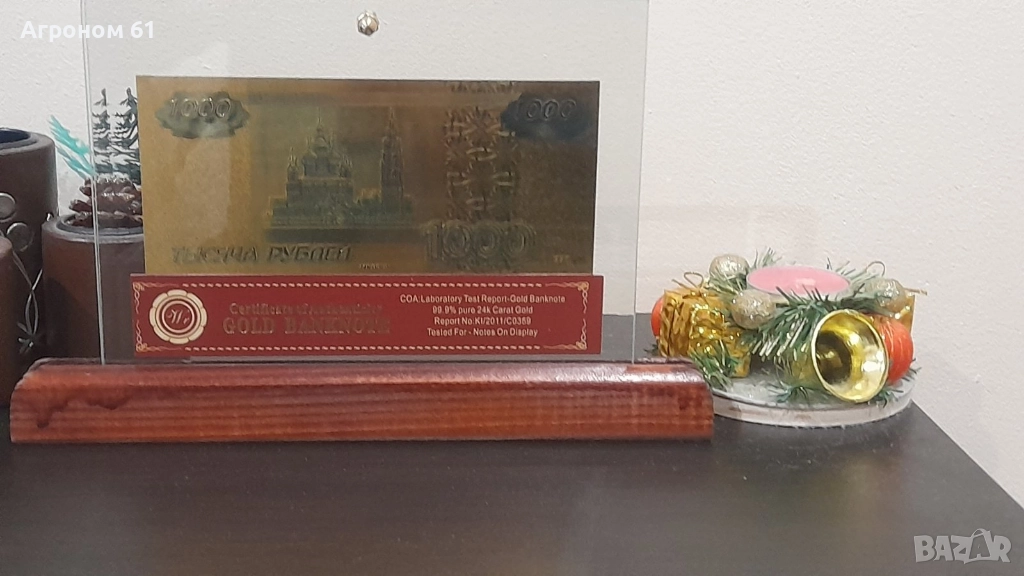 Агроном 61
1000
1000
ТЫСЯЧА РУБЛЕЙ
1000
Certificate of Authenticity
GOLD BANKNOTE
COA:Laboratory Test Report-Gold Banknote
99.9% pure 24k Carat Gold
Report No:KI/2011/C0359
Tested For - Notes On Display
BAZAR